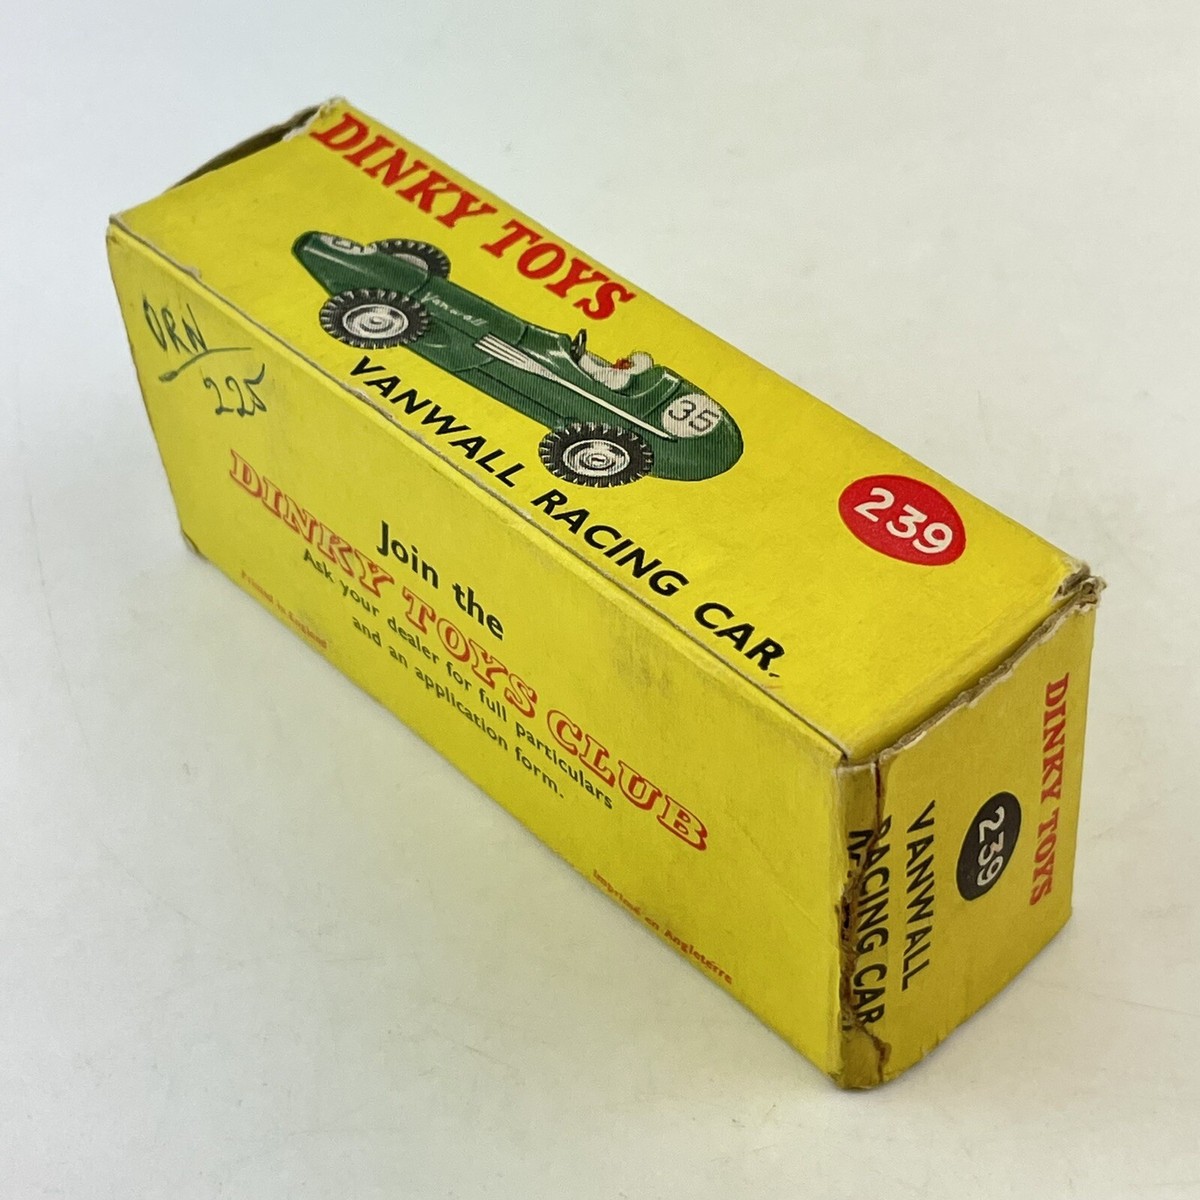 DINKY TOYS
Vanwall
35
VANWALL RACING CAR.
239
ORN
225
Join the
DINKY TOYS CLUB
Ask your dealer for full particulars
and an application form.
Printed in England
Imprimé en Angleterre
DINKY TOYS
239
VANWALL
RACING CAR